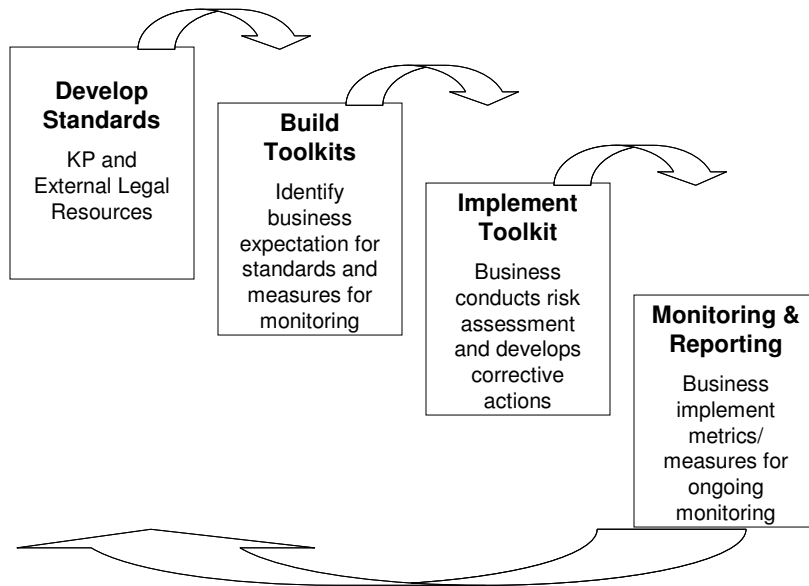 Develop
Standards
KP and
External Legal
Resources
Build
Toolkits
Identify
business
expectation for
standards and
measures for
monitoring
Implement
Toolkit
Business
conducts risk
assessment
and develops
corrective
actions
Monitoring &
Reporting
Business
implement
metrics/
measures for
ongoing
monitoring